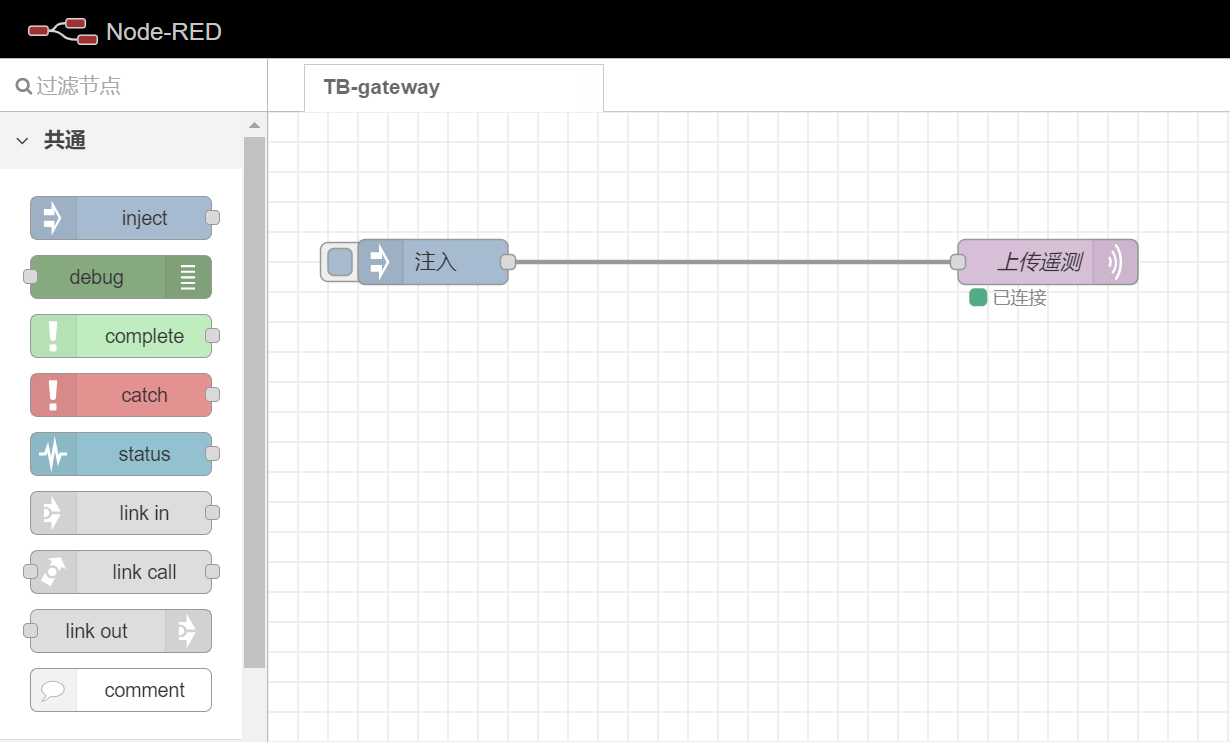 Node-RED
过滤节点
TB-gateway
共通
inject
debug
complete
catch
status
link in
link call
link out
comment
注入
上传遥测
已连接